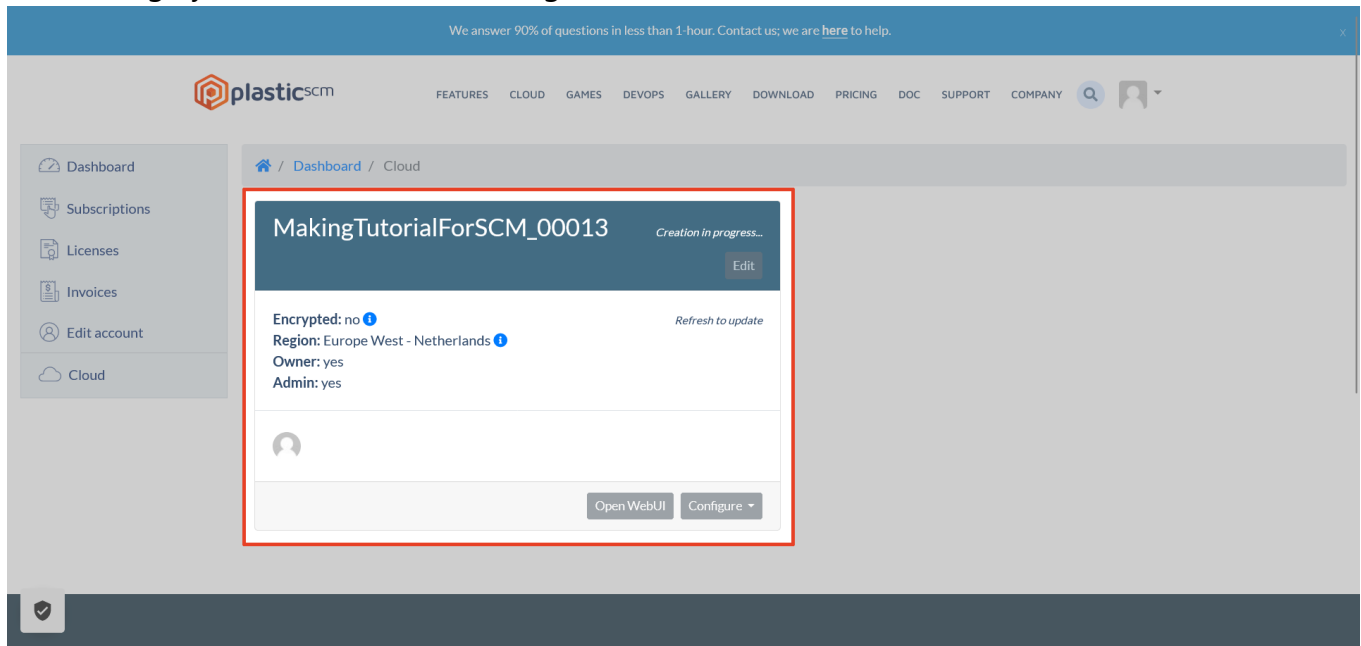 We answer 90% of questions in less than 1-hour. Contact us; we are here to help. x
plasticscm
FEATURES CLOUD GAMES DEVOPS GALLERY DOWNLOAD PRICING DOC SUPPORT COMPANY
Dashboard
Subscriptions
Licenses
Invoices
Edit account
Cloud
/ Dashboard / Cloud
MakingTutorialForSCM_00013 Creation in progress...
Edit
Encrypted: no Refresh to update
Region: Europe West - Netherlands
Owner: yes
Admin: yes
Open WebUI Configure